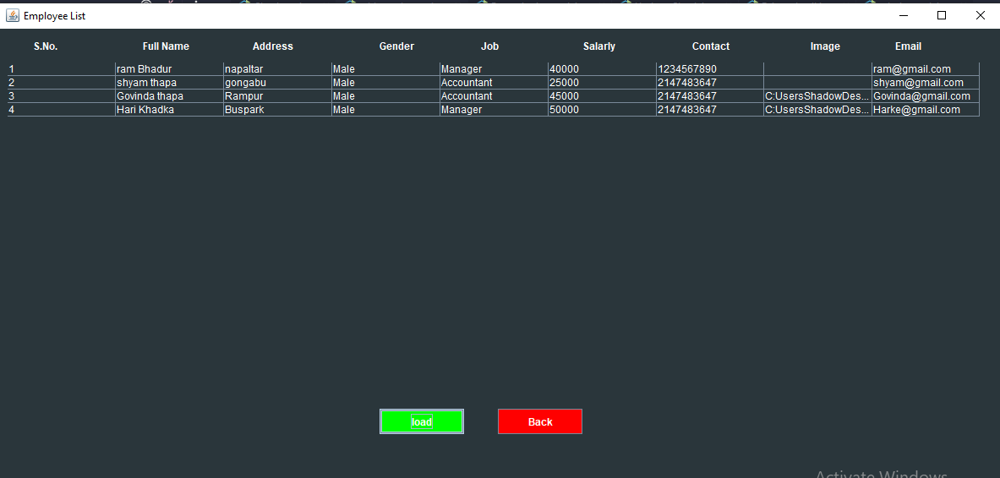 Employee List
S.No. Full Name Address Gender Job Salarly Contact Image Email
1 ram Bhadur napaltar Male Manager 40000 1234567890 ram@gmail.com
2 shyam thapa gongabu Male Accountant 25000 2147483647 shyam@gmail.com
3 Govinda thapa Rampur Male Accountant 45000 2147483647 C:UsersShadowDes... Govinda@gmail.com
4 Hari Khadka Buspark Male Manager 50000 2147483647 C:UsersShadowDes... Harke@gmail.com
load Back
Activate Windows